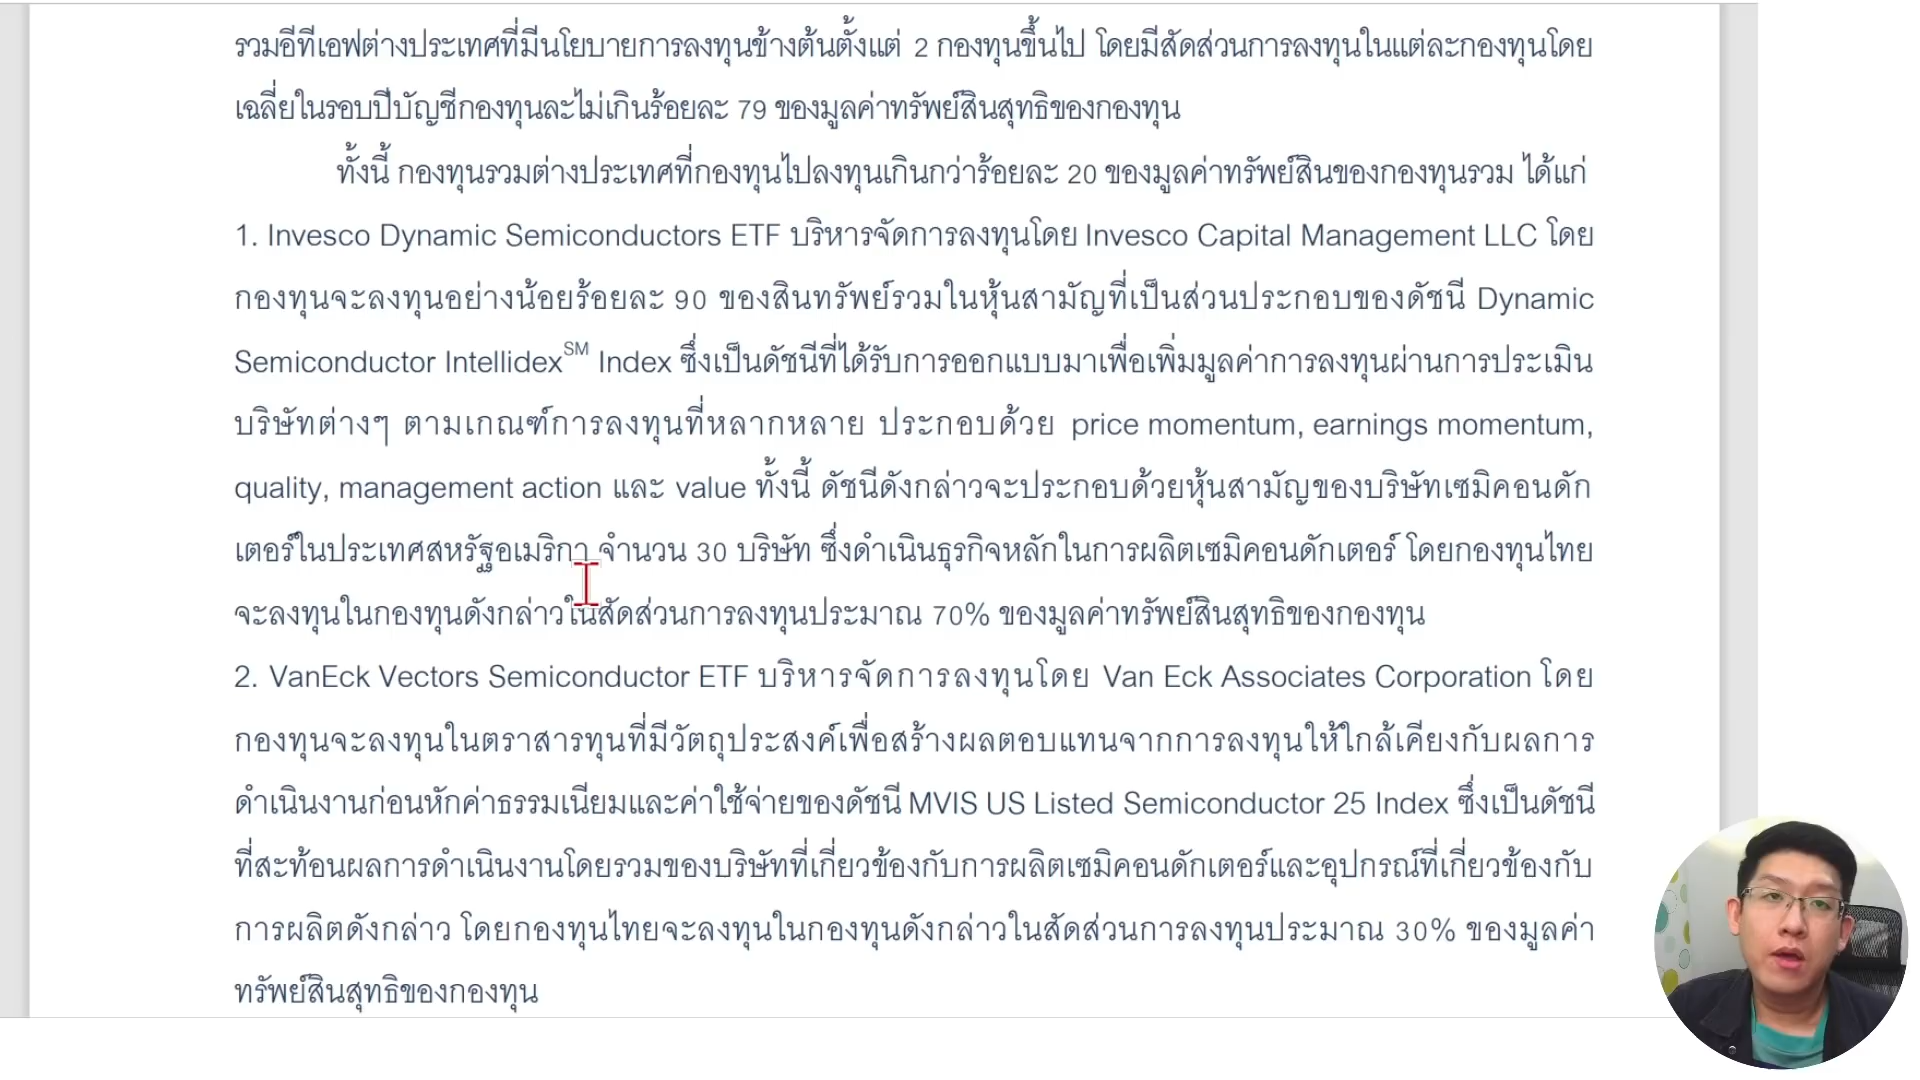 รวมอีทีเอฟต่างประเทศที่มีนโยบายการลงทุนข้างต้นตั้งแต่ 2 กองทุนขึ้นไป โดยมีสัดส่วนการลงทุนในแต่ละกองทุนโดย
เฉลี่ยในรอบปีบัญชีกองทุนละไม่เกินร้อยละ 79 ของมูลค่าทรัพย์สินสุทธิของกองทุน
ทั้งนี้ กองทุนรวมต่างประเทศที่กองทุนไปลงทุนเกินกว่าร้อยละ 20 ของมูลค่าทรัพย์สินของกองทุนรวม ได้แก่
1. Invesco Dynamic Semiconductors ETF บริหารจัดการลงทุนโดย Invesco Capital Management LLC โดย
กองทุนจะลงทุนอย่างน้อยร้อยละ 90 ของสินทรัพย์รวมในหุ้นสามัญที่เป็นส่วนประกอบของดัชนี Dynamic
Semiconductor Intellidex℠ Index ซึ่งเป็นดัชนีที่ได้รับการออกแบบมาเพื่อเพิ่มมูลค่าการลงทุนผ่านการประเมิน
บริษัทต่างๆ ตามเกณฑ์การลงทุนที่หลากหลาย ประกอบด้วย price momentum, earnings momentum,
quality, management action และ value ทั้งนี้ ดัชนีดังกล่าวจะประกอบด้วยหุ้นสามัญของบริษัทเซมิคอนดัก
เตอร์ในประเทศสหรัฐอเมริกา จำนวน 30 บริษัท ซึ่งดำเนินธุรกิจหลักในการผลิตเซมิคอนดักเตอร์ โดยกองทุนไทย
จะลงทุนในกองทุนดังกล่าวในสัดส่วนการลงทุนประมาณ 70% ของมูลค่าทรัพย์สินสุทธิของกองทุน
2. VanEck Vectors Semiconductor ETF บริหารจัดการลงทุนโดย Van Eck Associates Corporation โดย
กองทุนจะลงทุนในตราสารทุนที่มีวัตถุประสงค์เพื่อสร้างผลตอบแทนจากการลงทุนให้ใกล้เคียงกับผลการ
ดำเนินงานก่อนหักค่าธรรมเนียมและค่าใช้จ่ายของดัชนี MVIS US Listed Semiconductor 25 Index ซึ่งเป็นดัชนี
ที่สะท้อนผลการดำเนินงานโดยรวมของบริษัทที่เกี่ยวข้องกับการผลิตเซมิคอนดักเตอร์และอุปกรณ์ที่เกี่ยวข้องกับ
การผลิตดังกล่าว โดยกองทุนไทยจะลงทุนในกองทุนดังกล่าวในสัดส่วนการลงทุนประมาณ 30% ของมูลค่า
ทรัพย์สินสุทธิของกองทุน